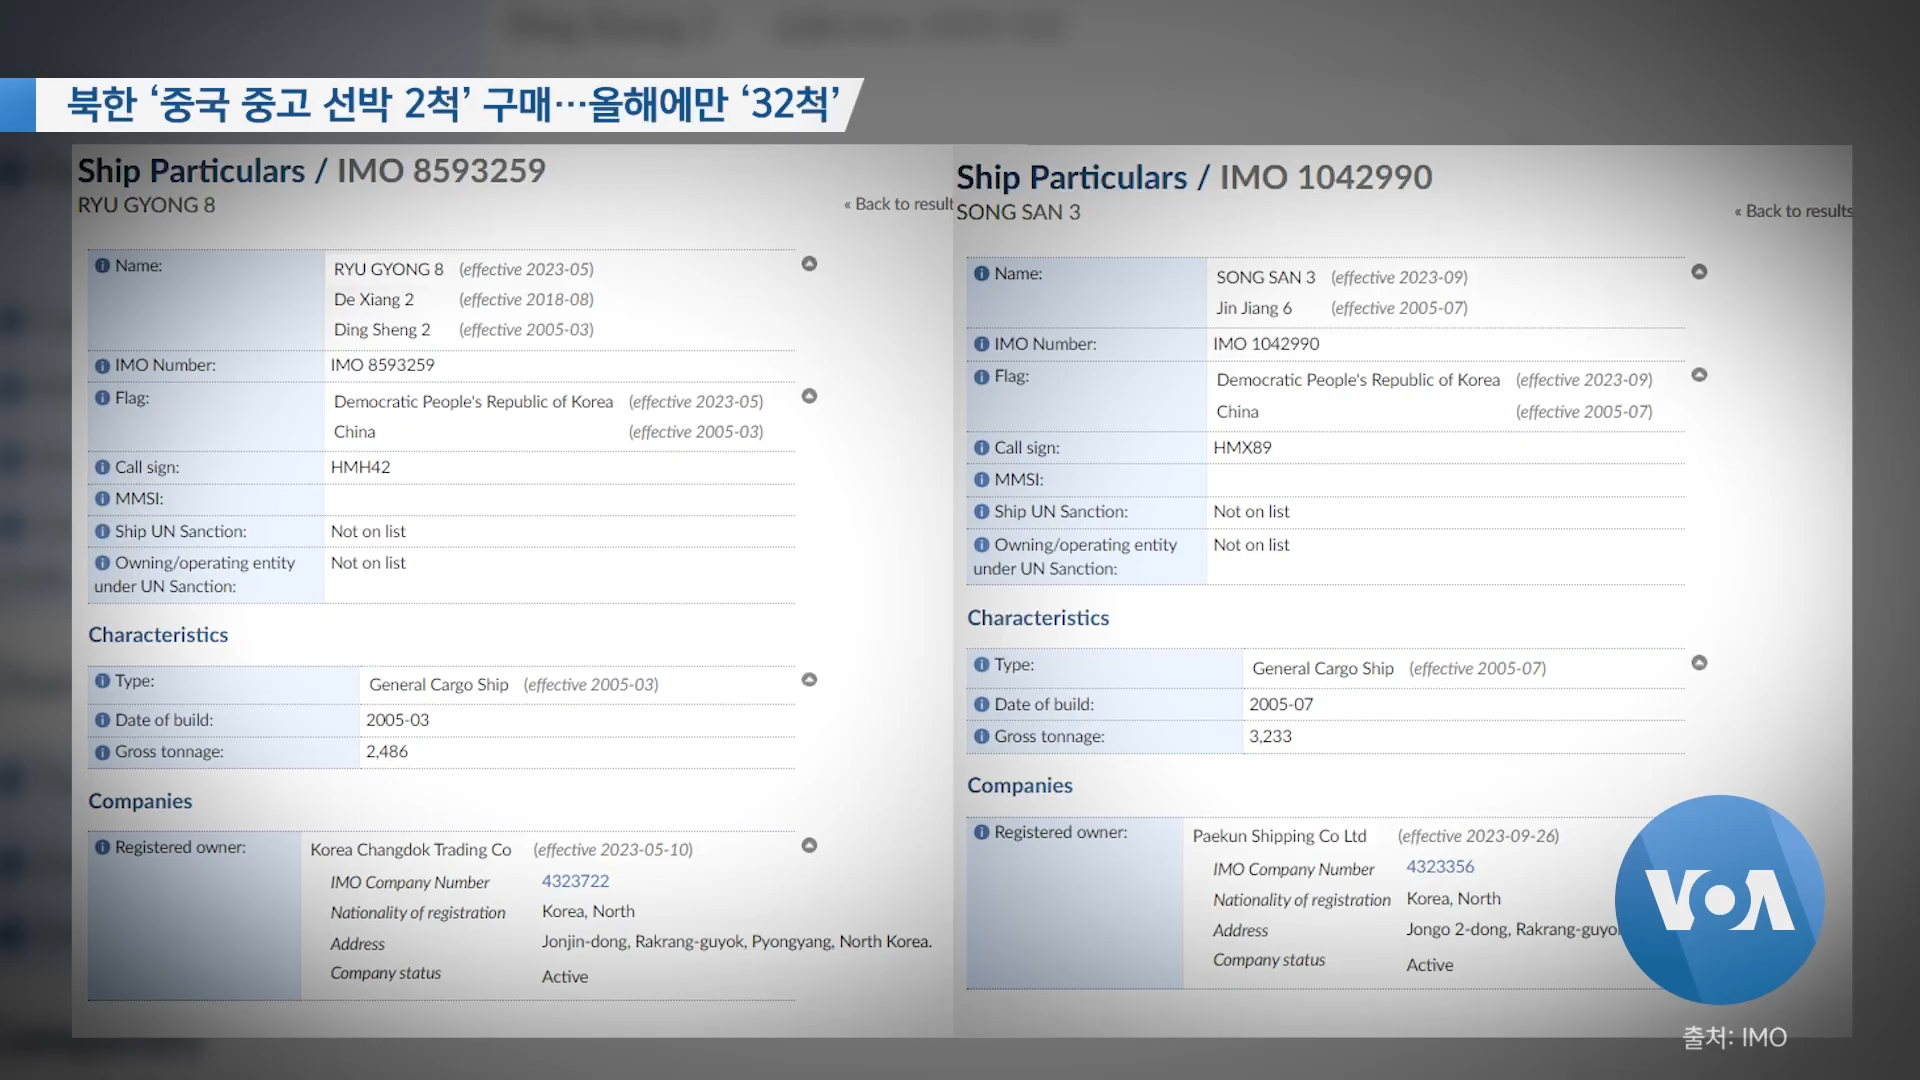 북한 ‘중국 중고 선박 2척’ 구매…올해에만 ‘32척’
Ship Particulars / IMO 8593259
RYU GYONG 8
« Back to result
Name:
RYU GYONG 8 (effective 2023-05)
De Xiang 2 (effective 2018-08)
Ding Sheng 2 (effective 2005-03)
IMO Number: IMO 8593259
Flag:
Democratic People's Republic of Korea (effective 2023-05)
China (effective 2005-03)
Call sign: HMH42
MMSI:
Ship UN Sanction: Not on list
Owning/operating entity Not on list
under UN Sanction:
Characteristics
Type: General Cargo Ship (effective 2005-03)
Date of build: 2005-03
Gross tonnage: 2,486
Companies
Registered owner: Korea Changdok Trading Co (effective 2023-05-10)
IMO Company Number 4323722
Nationality of registration Korea, North
Address Jonjin-dong, Rakrang-guyok, Pyongyang, North Korea.
Company status Active
Ship Particulars / IMO 1042990
SONG SAN 3
« Back to results
Name:
SONG SAN 3 (effective 2023-09)
Jin Jiang 6 (effective 2005-07)
IMO Number: IMO 1042990
Flag:
Democratic People's Republic of Korea (effective 2023-09)
China (effective 2005-07)
Call sign: HMX89
MMSI:
Ship UN Sanction: Not on list
Owning/operating entity Not on list
under UN Sanction:
Characteristics
Type: General Cargo Ship (effective 2005-07)
Date of build: 2005-07
Gross tonnage: 3,233
Companies
Registered owner: Paekun Shipping Co Ltd (effective 2023-09-26)
IMO Company Number 4323356
Nationality of registration Korea, North
Address Jongo 2-dong, Rakrang-guyo
Company status Active
VOA
출처: IMO